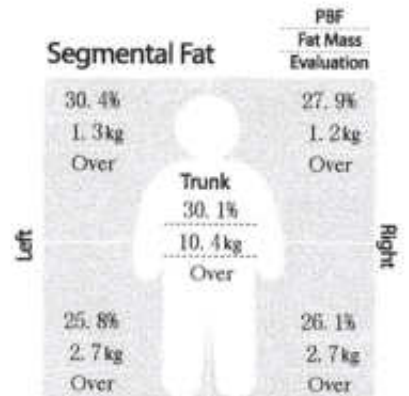 Segmental Fat
PBF
Fat Mass
Evaluation
30. 4%
1. 3kg
Over
27. 9%
1. 2kg
Over
Trunk
30. 1%
10. 4kg
Over
Left
Right
25. 8%
2. 7kg
Over
26. 1%
2. 7kg
Over